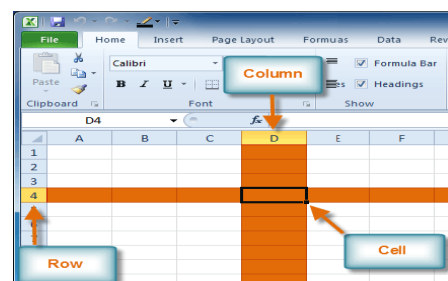 File Home Insert Page Layout Formuas Data Rev
Calibri
Column
Formula Bar
Paste
B I U
es
Headings
Clipboard Font Show
D4 fx
A B C D E F
1
2
3
4
Row
Cell